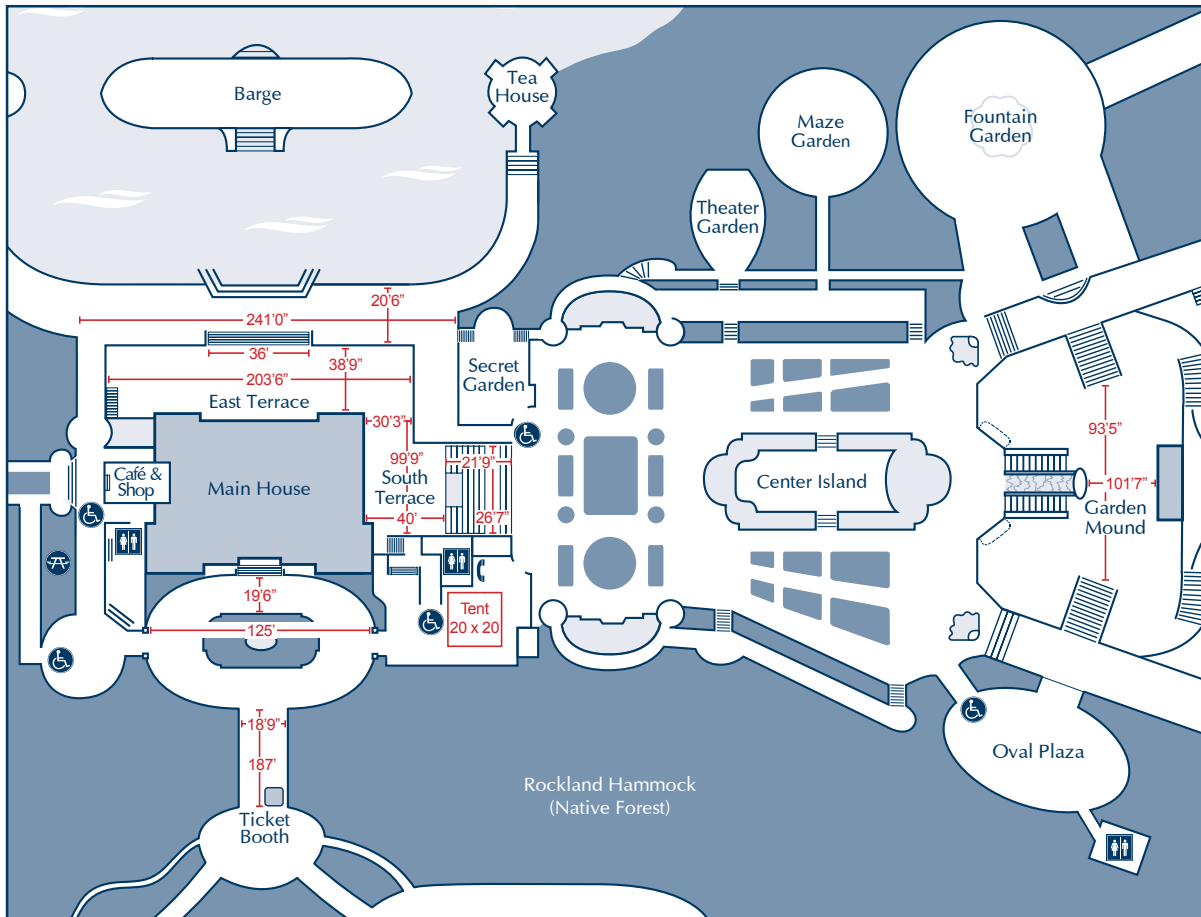 Barge
Tea
House
Maze
Garden
Fountain
Garden
Theater
Garden
20'6"
241'0"
36'
38'9"
203'6"
East Terrace
Secret
Garden
30'3"
99'9"
21'9"
South
Terrace
40'
26'7"
Café &
Shop
Main House
Center Island
93'5"
101'7"
Garden
Mound
19'6"
125'
Tent
20 x 20
18'9"
187'
Ticket
Booth
Oval Plaza
Rockland Hammock
(Native Forest)